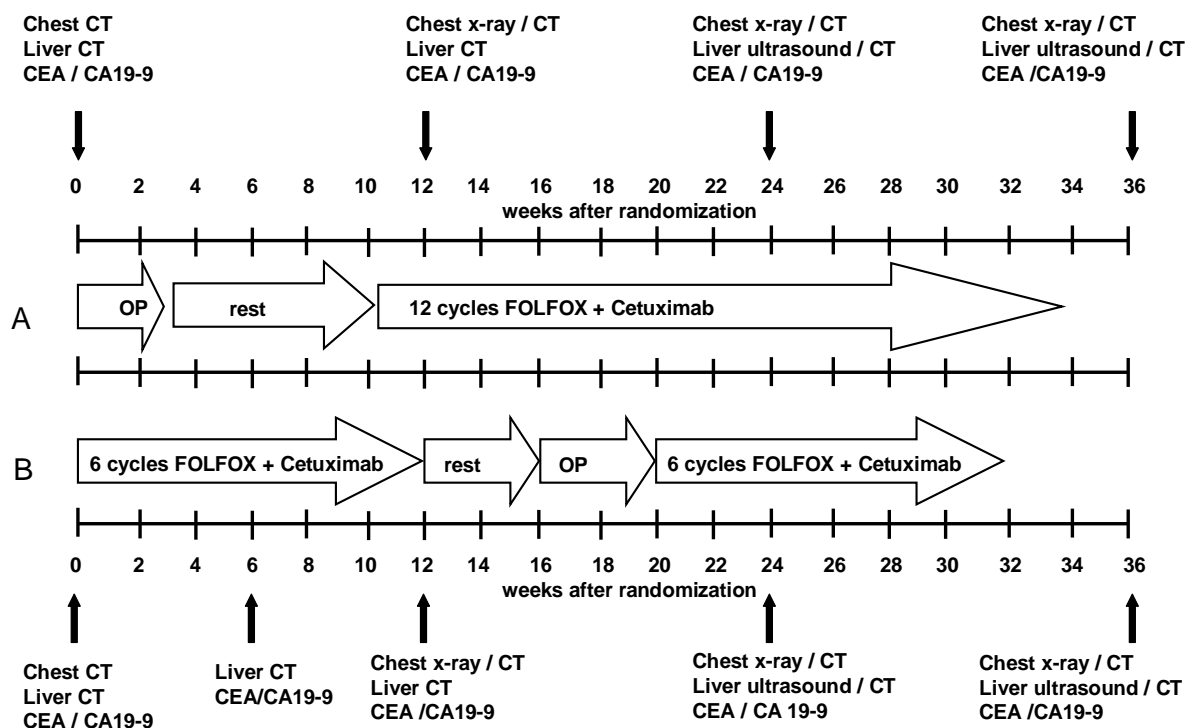 Chest CT
Liver CT
CEA / CA19-9
Chest x-ray / CT
Liver CT
CEA / CA19-9
Chest x-ray / CT
Liver ultrasound / CT
CEA / CA19-9
Chest x-ray / CT
Liver ultrasound / CT
CEA /CA19-9
0 2 4 6 8 10 12 14 16 18 20 22 24 26 28 30 32 34 36
weeks after randomization
A
OP
rest
12 cycles FOLFOX + Cetuximab
B
6 cycles FOLFOX + Cetuximab
rest
OP
6 cycles FOLFOX + Cetuximab
0 2 4 6 8 10 12 14 16 18 20 22 24 26 28 30 32 34 36
weeks after randomization
Chest CT
Liver CT
CEA / CA19-9
Liver CT
CEA/CA19-9
Chest x-ray / CT
Liver CT
CEA /CA19-9
Chest x-ray / CT
Liver ultrasound / CT
CEA / CA 19-9
Chest x-ray / CT
Liver ultrasound / CT
CEA /CA19-9